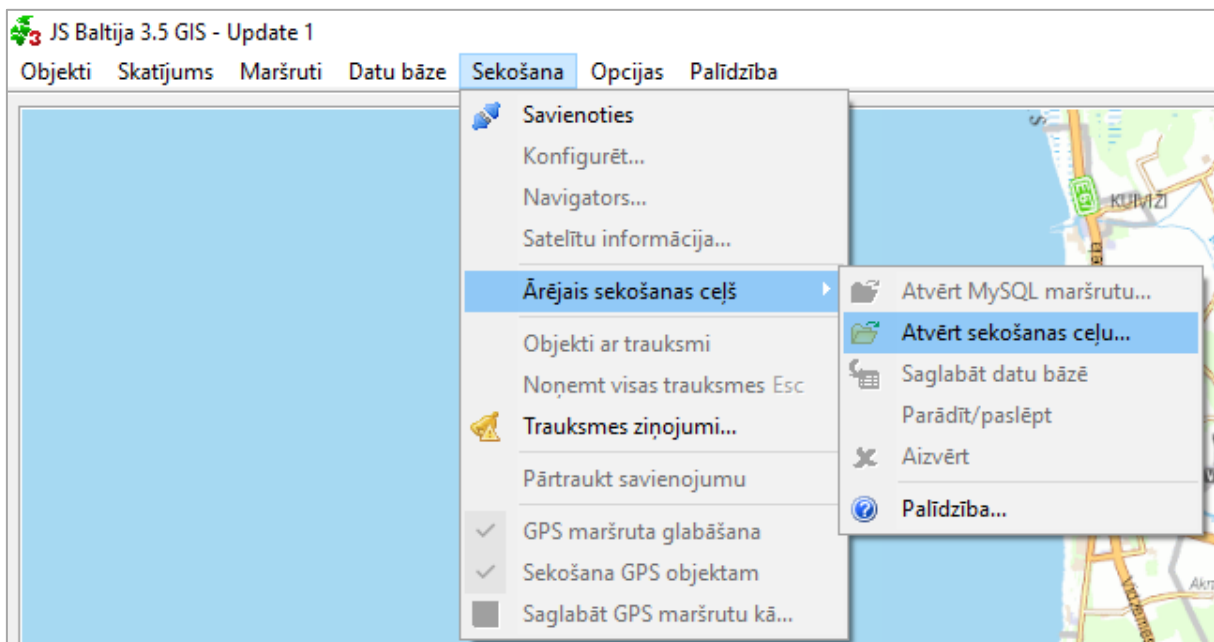 JS Baltija 3.5 GIS - Update 1
Objekti Skatījums Maršruti Datu bāze Sekošana Opcijas Palīdzība
Savienoties
Konfigurēt...
Navigators...
Satelītu informācija...
Ārējais sekošanas ceļš
Objekti ar trauksmi
Noņemt visas trauksmes Esc
Trauksmes ziņojumi...
Pārtraukt savienojumu
GPS maršruta glabāšana
Sekošana GPS objektam
Saglabāt GPS maršrutu kā...
Atvērt MySQL maršrutu...
Atvērt sekošanas ceļu...
Saglabāt datu bāzē
Parādīt/paslēpt
Aizvērt
Palīdzība...
KUIVIŽI
E67